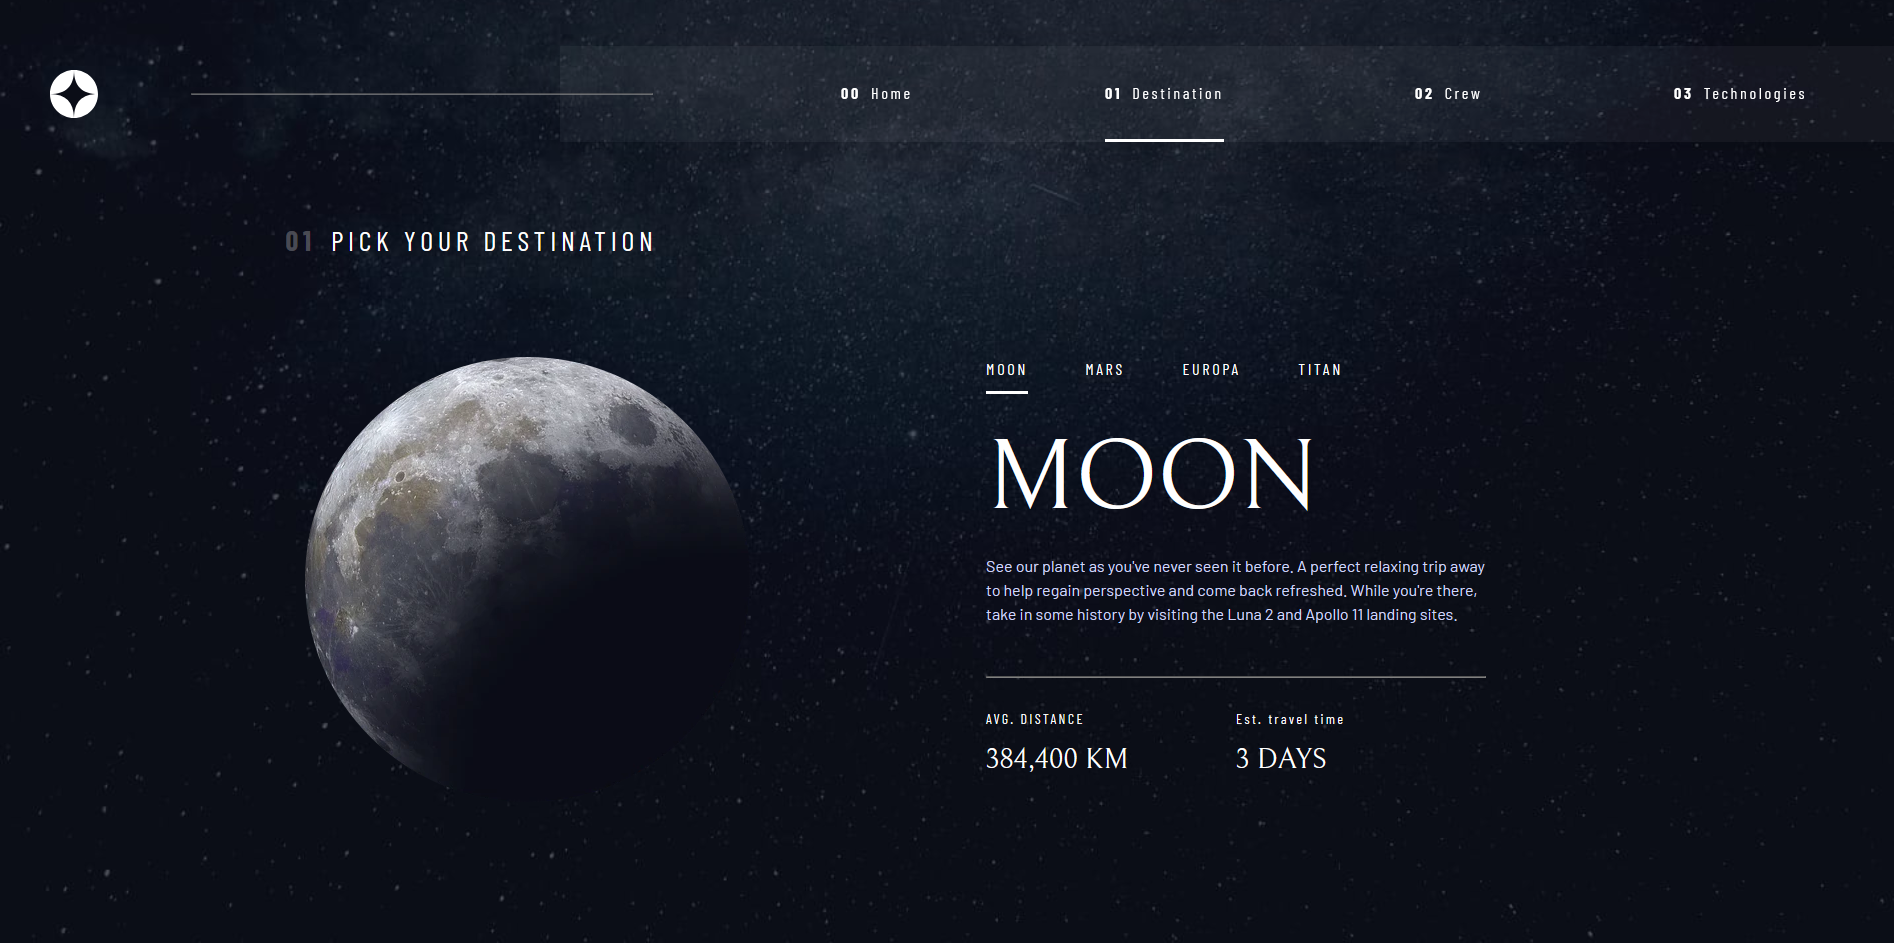 00 Home 01 Destination 02 Crew 03 Technologies
01 PICK YOUR DESTINATION
MOON MARS EUROPA TITAN
MOON
See our planet as you've never seen it before. A perfect relaxing trip away
to help regain perspective and come back refreshed. While you're there,
take in some history by visiting the Luna 2 and Apollo 11 landing sites.
AVG. DISTANCE
384,400 KM
Est. travel time
3 DAYS